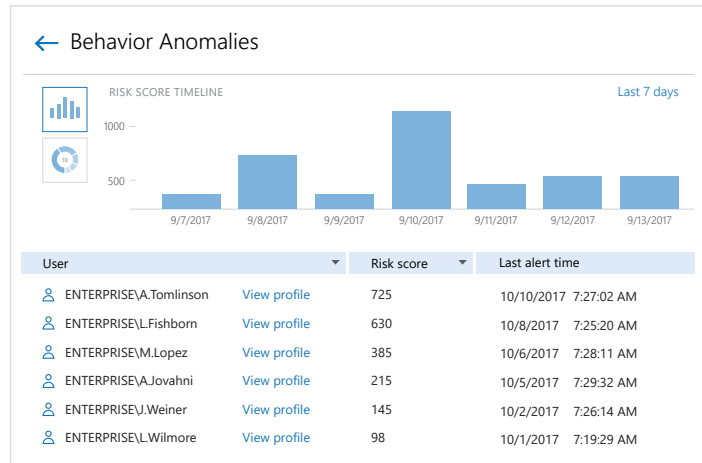 Behavior Anomalies
RISK SCORE TIMELINE Last 7 days
1000
10
500
9/7/2017 9/8/2017 9/9/2017 9/10/2017 9/11/2017 9/12/2017 9/13/2017
User Risk score Last alert time
ENTERPRISE\A.Tomlinson View profile 725 10/10/2017 7:27:02 AM
ENTERPRISE\L.Fishborn View profile 630 10/8/2017 7:25:20 AM
ENTERPRISE\M.Lopez View profile 385 10/6/2017 7:28:11 AM
ENTERPRISE\A.Jovahni View profile 215 10/5/2017 7:29:32 AM
ENTERPRISE\J.Weiner View profile 145 10/2/2017 7:26:14 AM
ENTERPRISE\L.Wilmore View profile 98 10/1/2017 7:19:29 AM